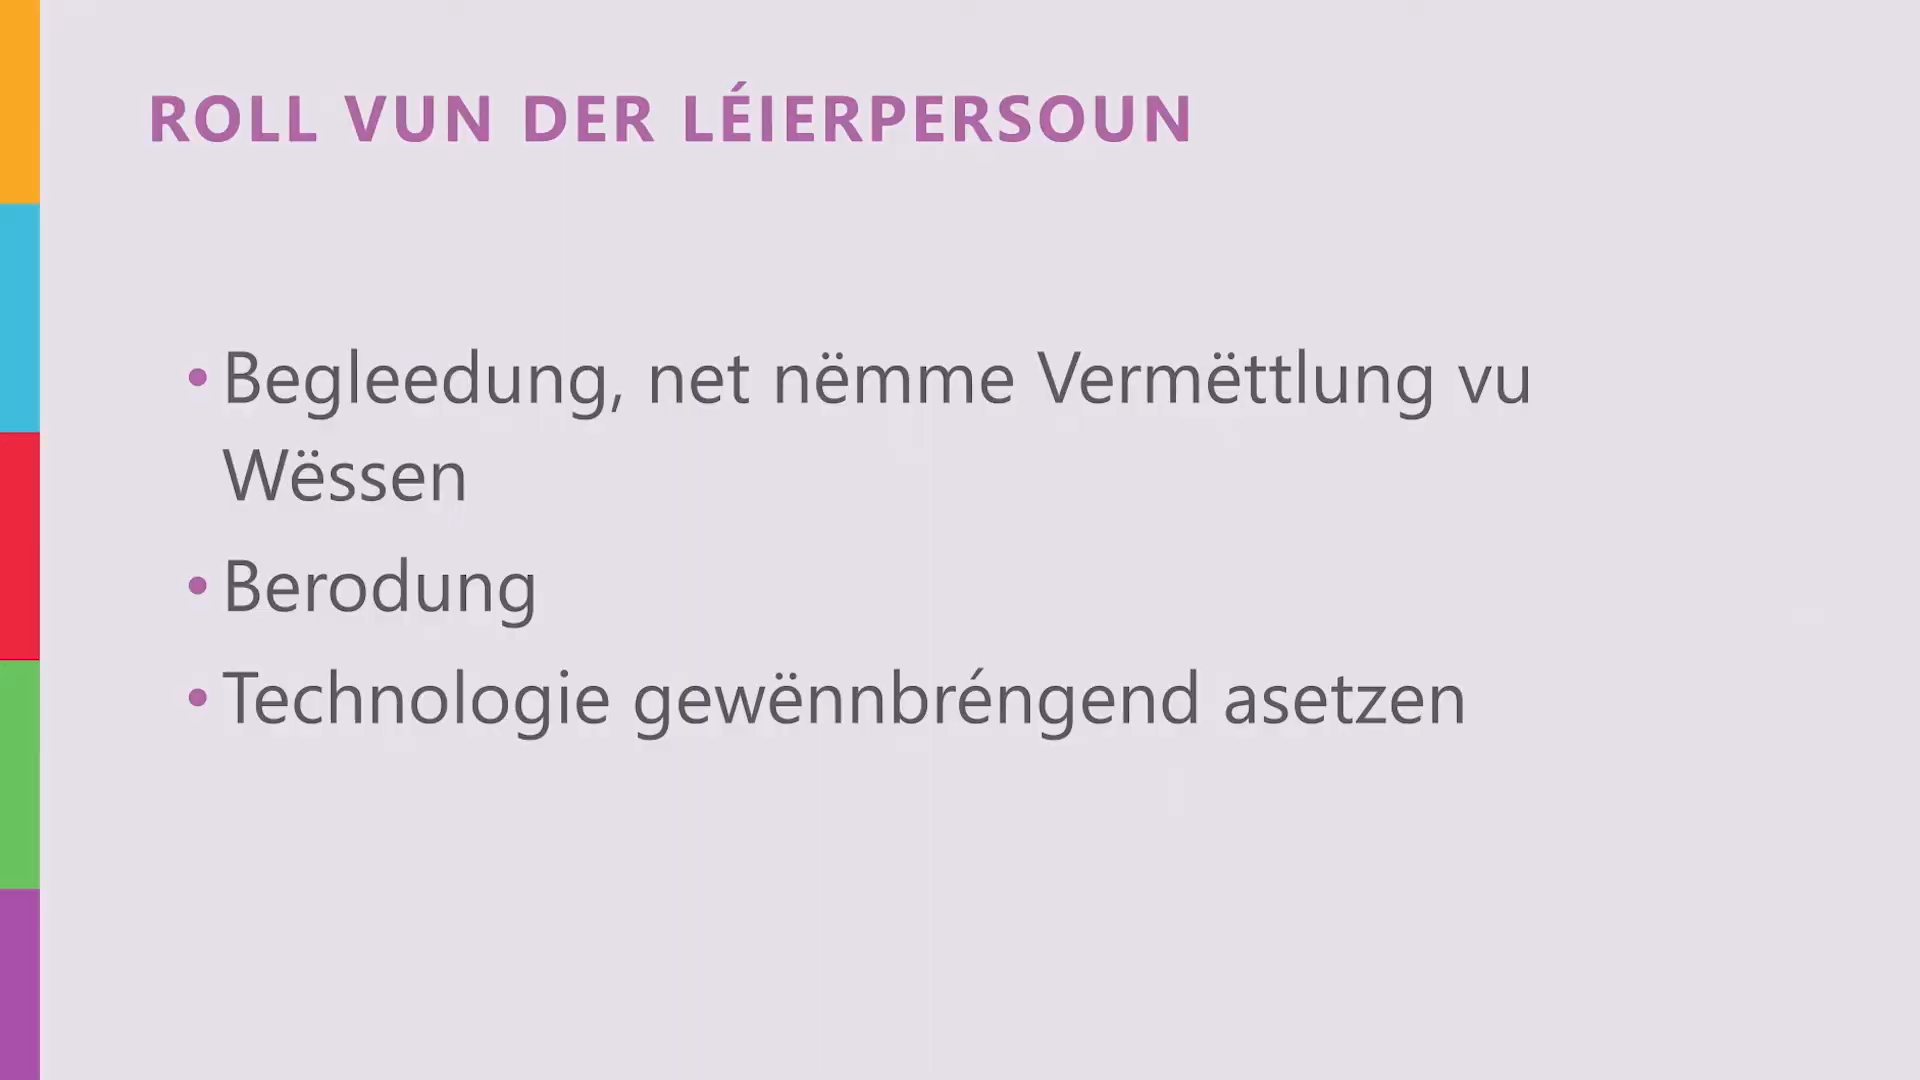 ROLL VUN DER LÉIERPERSOUN
• Begleedung, net nëmme Vermëttlung vu
Wëssen
• Berodung
• Technologie gewënnbréngend asetzen